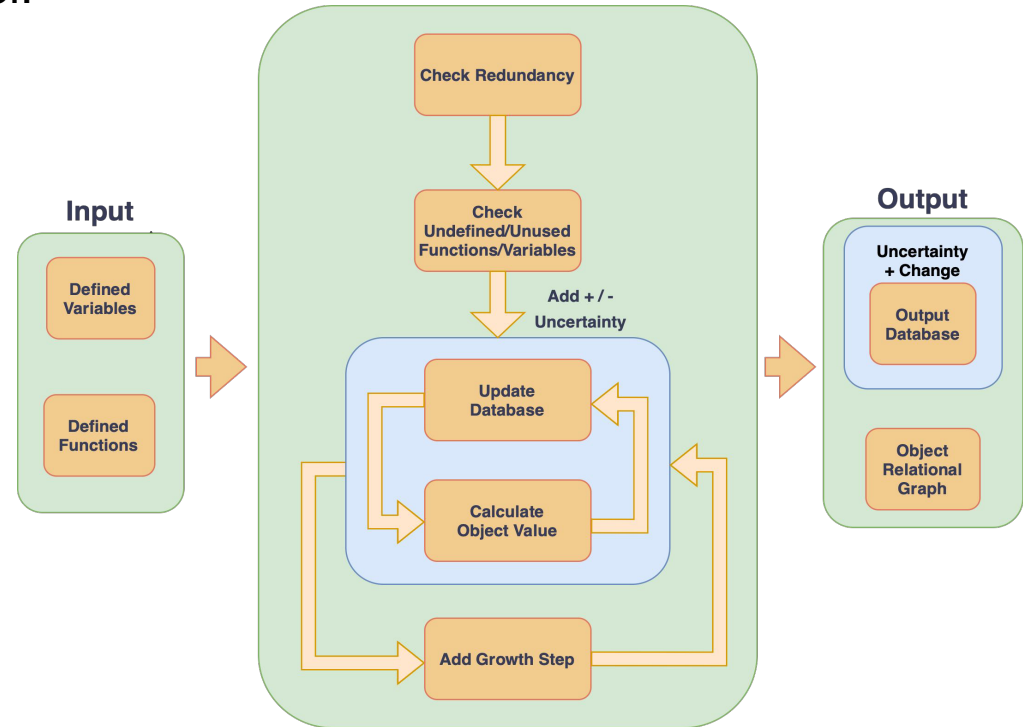 Input
Defined
Variables
Defined
Functions
Check Redundancy
Check
Undefined/Unused
Functions/Variables
Add + / -
Uncertainty
Update
Database
Calculate
Object Value
Add Growth Step
Output
Uncertainty
+ Change
Output
Database
Object
Relational
Graph